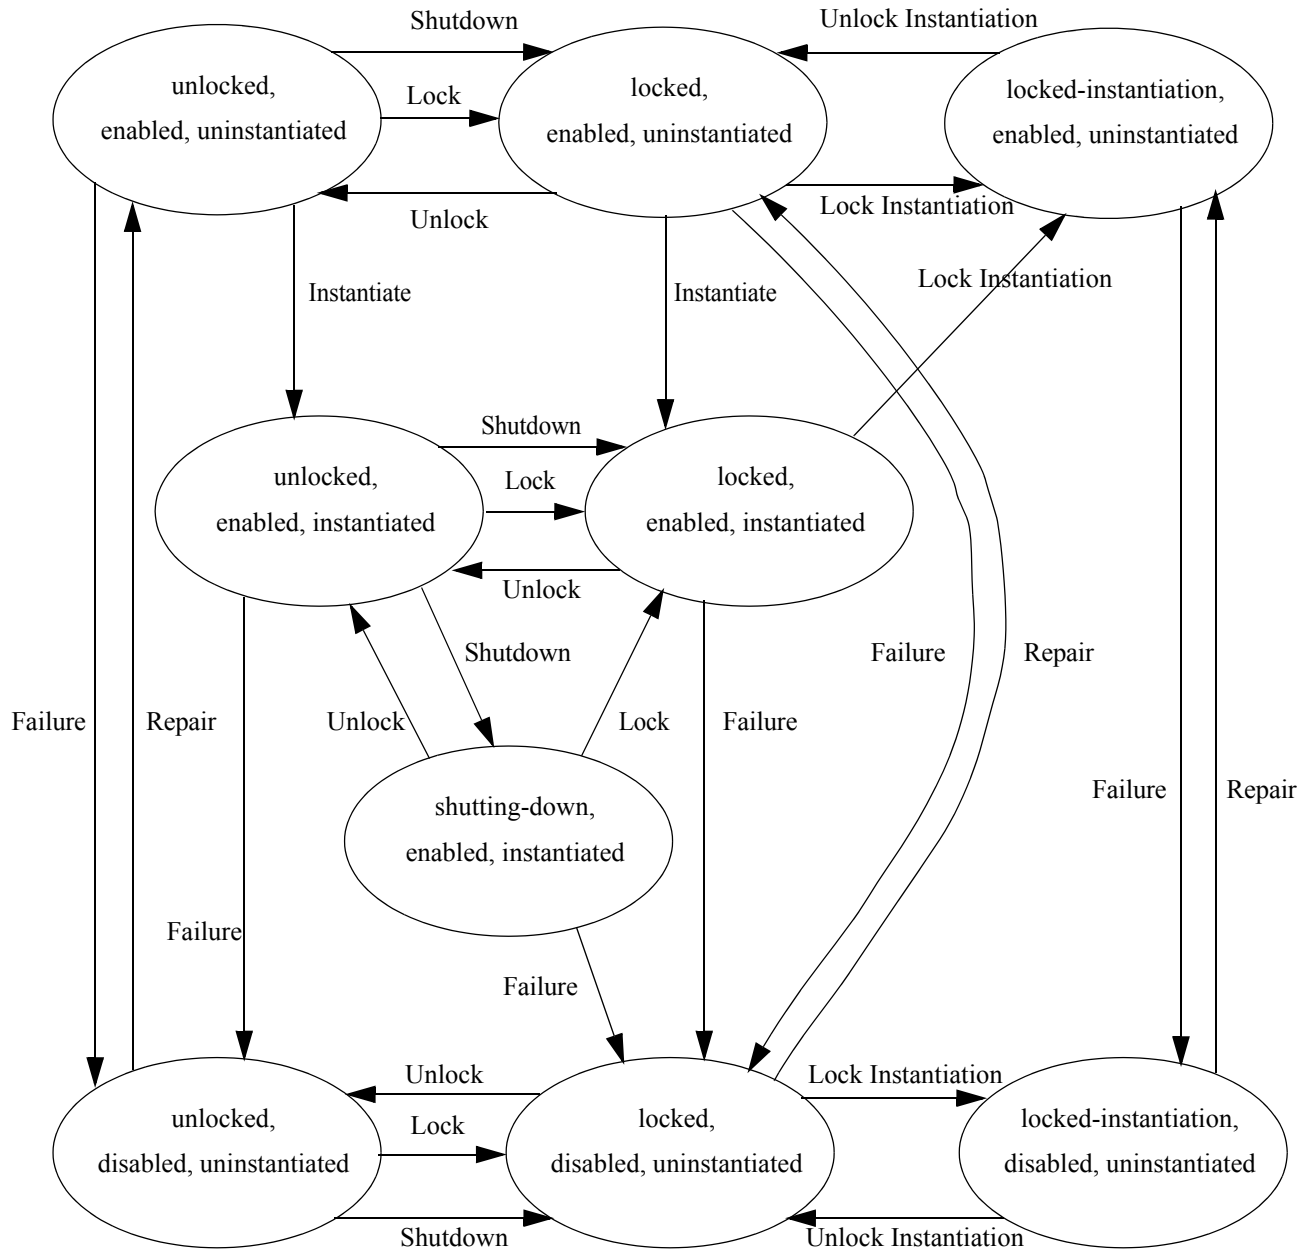 Shutdown
Unlock Instantiation
unlocked,
enabled, uninstantiated
Lock
locked,
enabled, uninstantiated
locked-instantiation,
enabled, uninstantiated
Unlock
Lock Instantiation
Instantiate
Instantiate
Lock Instantiation
Shutdown
unlocked,
enabled, instantiated
Lock
locked,
enabled, instantiated
Unlock
Shutdown
Failure
Repair
Failure
Repair
Unlock
Lock
Failure
Failure
Repair
shutting-down,
enabled, instantiated
Failure
Failure
Unlock
Lock Instantiation
unlocked,
disabled, uninstantiated
Lock
locked,
disabled, uninstantiated
locked-instantiation,
disabled, uninstantiated
Shutdown
Unlock Instantiation